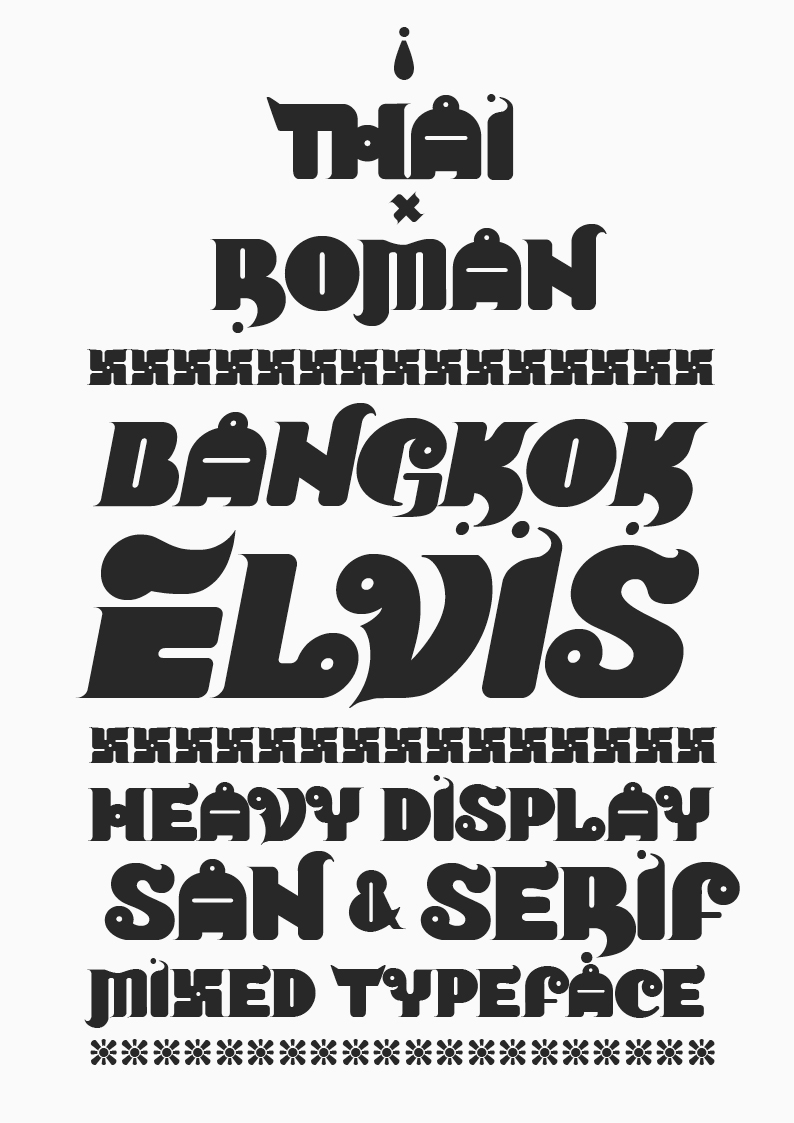 THAI
×
ROMAN
BANGKOK
ELVIS
HEAVY DISPLAY
SAN & SERIF
MIXED TYPEFACE